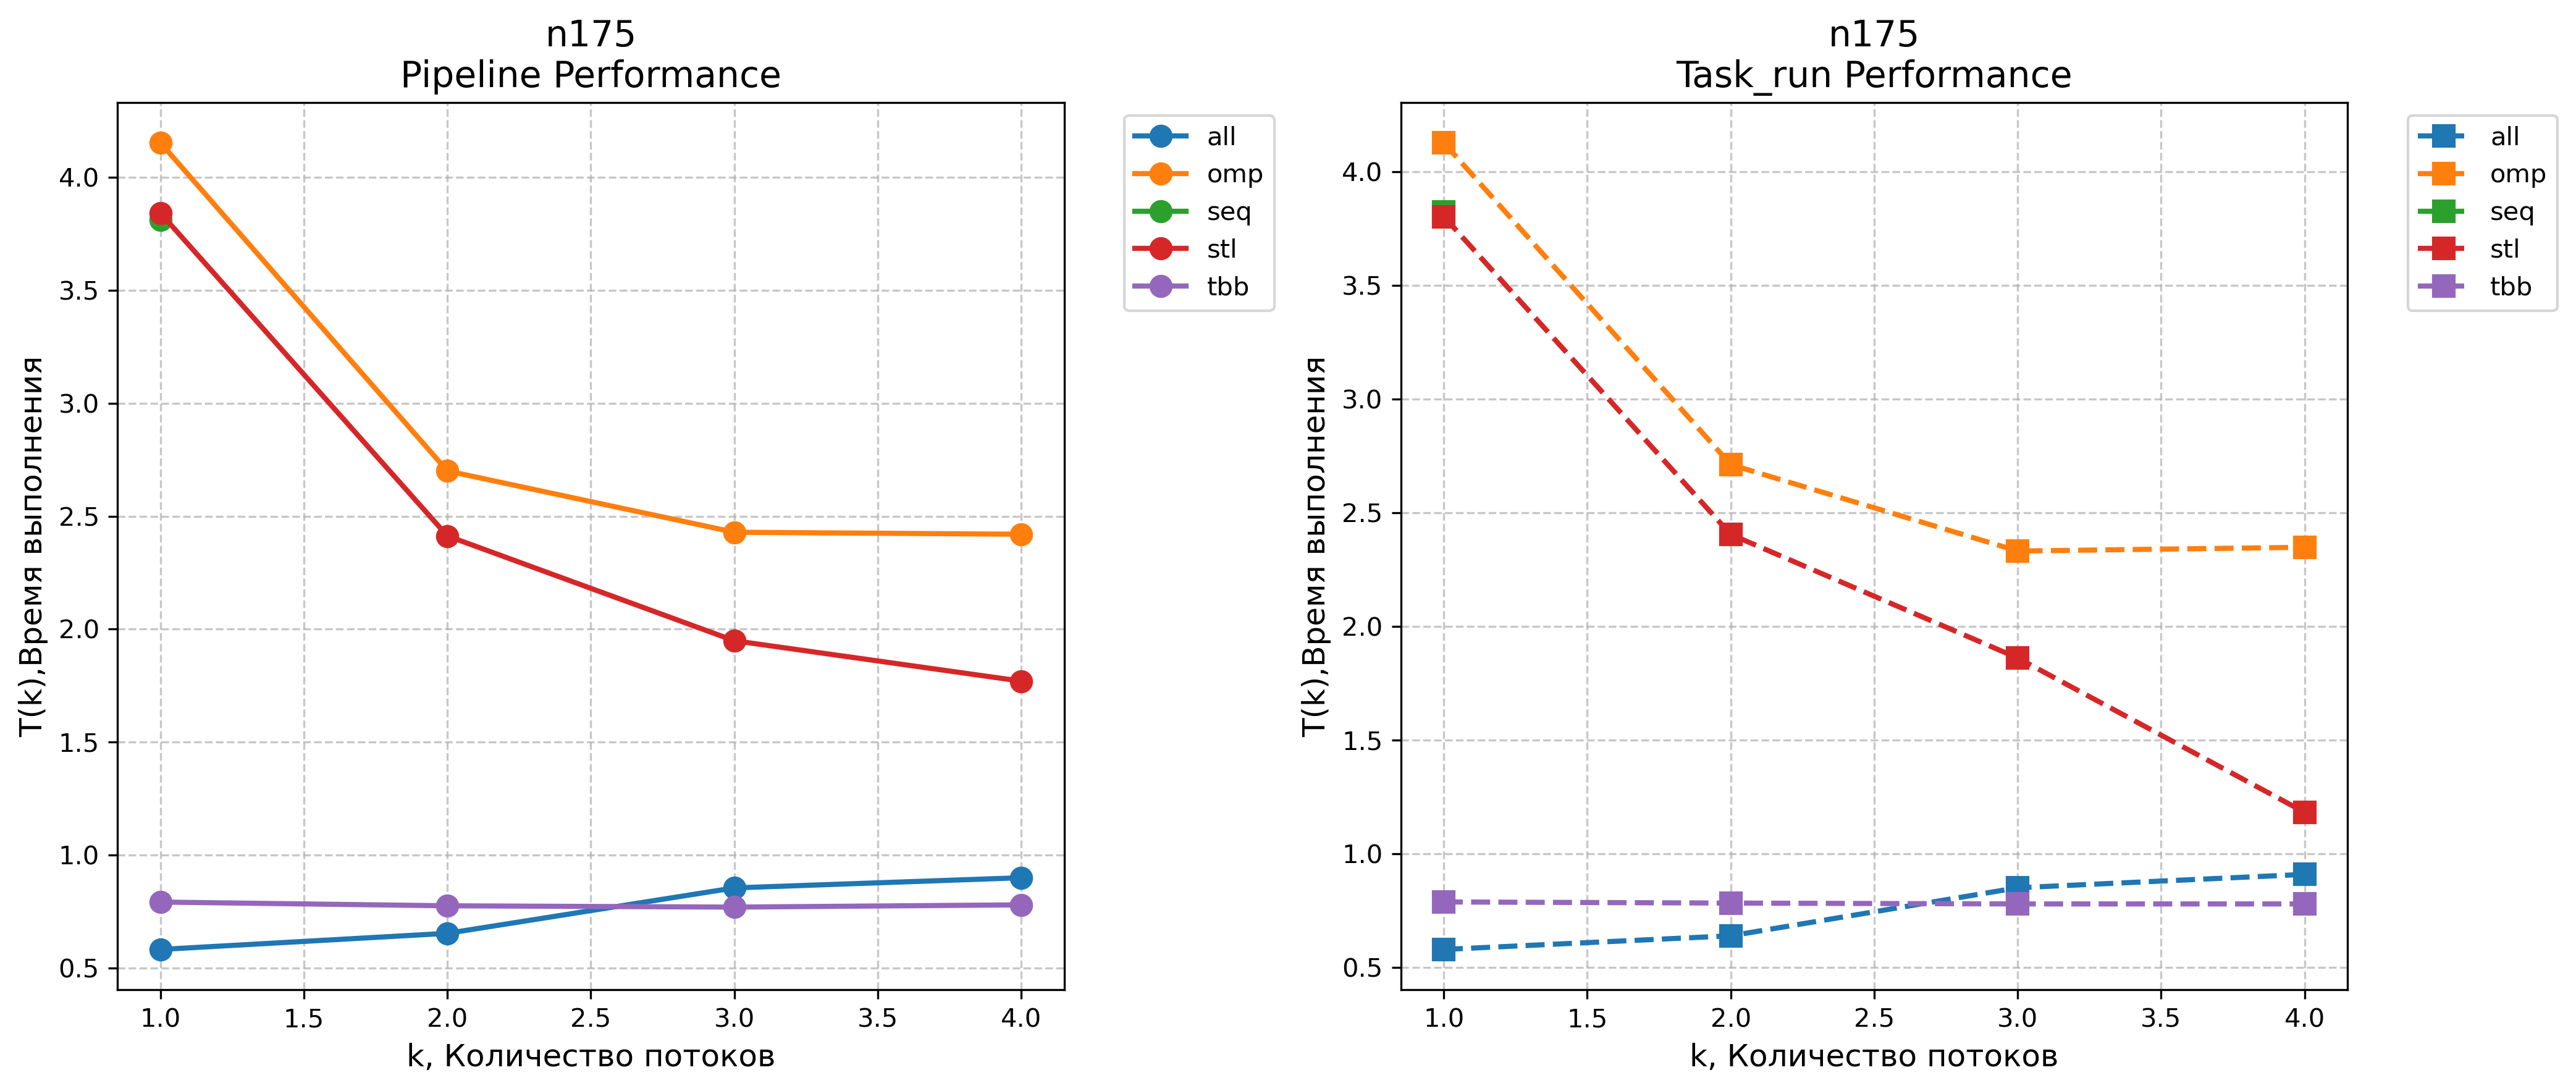 n175
Pipeline Performance
T(k),Время выполнения
4.0
3.5
3.0
2.5
2.0
1.5
1.0
0.5
1.0 1.5 2.0 2.5 3.0 3.5 4.0
k, Количество потоков
all
omp
seq
stl
tbb
n175
Task_run Performance
T(k),Время выполнения
4.0
3.5
3.0
2.5
2.0
1.5
1.0
0.5
1.0 1.5 2.0 2.5 3.0 3.5 4.0
k, Количество потоков
all
omp
seq
stl
tbb